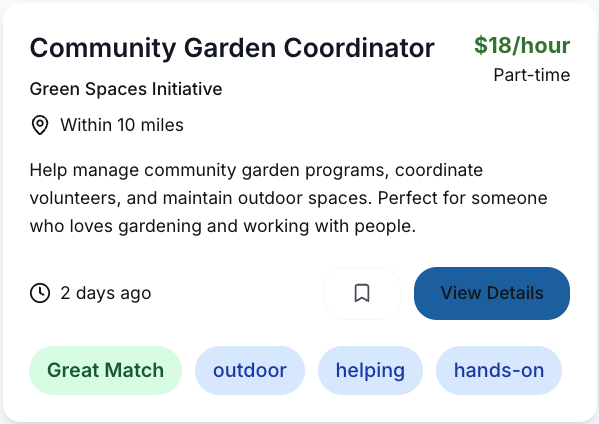 Community Garden Coordinator
$18/hour
Green Spaces Initiative
Part-time
Within 10 miles
Help manage community garden programs, coordinate
volunteers, and maintain outdoor spaces. Perfect for someone
who loves gardening and working with people.
2 days ago
View Details
Great Match
outdoor
helping
hands-on